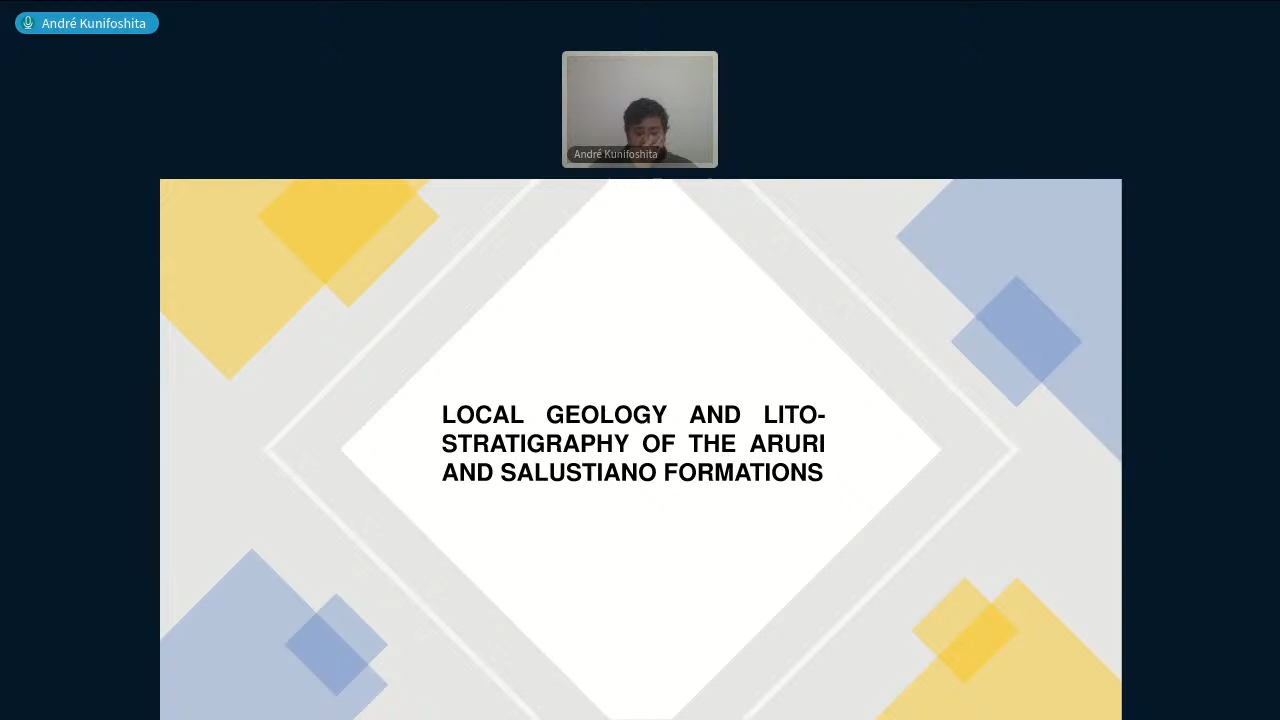 André Kunifoshita
André Kunifoshita
LOCAL GEOLOGY AND LITO-
STRATIGRAPHY OF THE ARURI
AND SALUSTIANO FORMATIONS